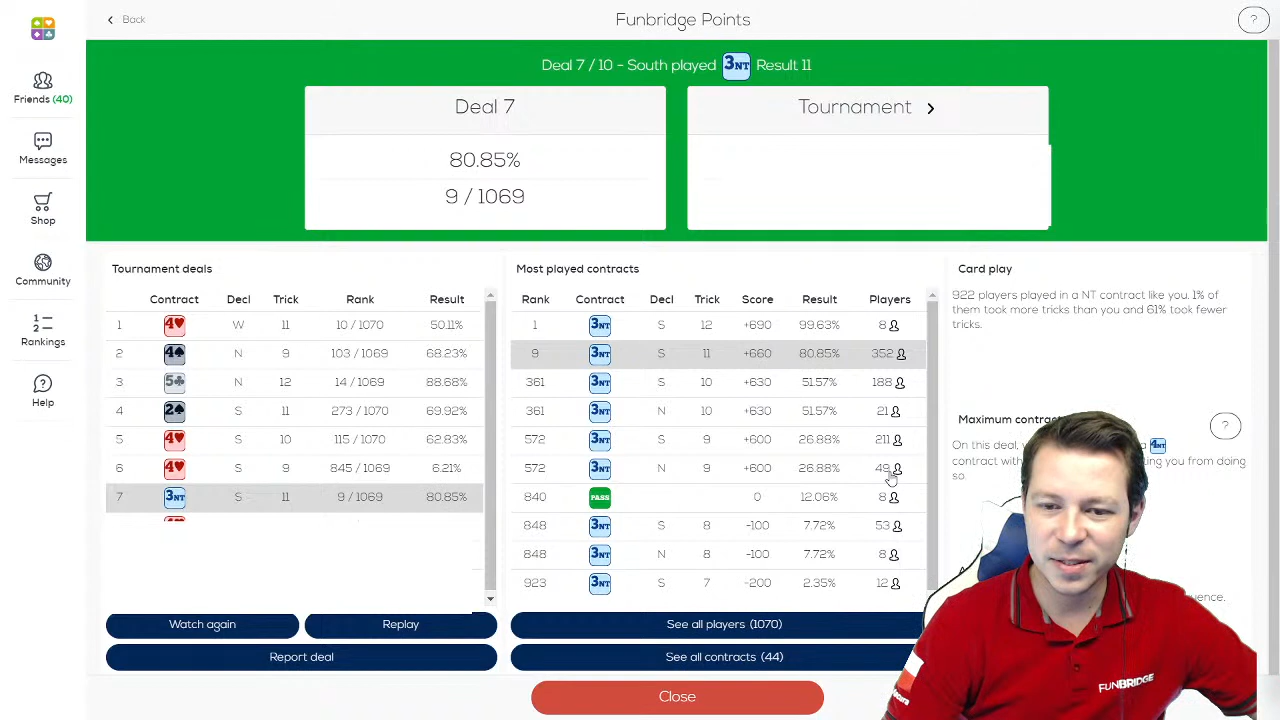 Back
Funbridge Points
?
Deal 7 / 10 - South played 3NT Result 11
Deal 7
80.85%
9 / 1069
Tournament
Friends (40)
Messages
Shop
Community
1
2
Rankings
Help
Tournament deals
Contract Decl Trick Rank Result
1 4♥ W 11 10 / 1070 50.11%
2 4♠ N 9 103 / 1069 68.23%
3 5♣ N 12 14 / 1069 88.68%
4 2♠ S 11 273 / 1070 69.92%
5 4♥ S 10 115 / 1070 62.83%
6 4♥ S 9 845 / 1069 6.21%
7 3NT S 11 9 / 1069 80.85%
Watch again
Replay
Report deal
Most played contracts
Rank Contract Decl Trick Score Result Players
1 3NT S 12 +690 99.63% 8
9 3NT S 11 +660 80.85% 352
361 3NT S 10 +630 51.57% 188
361 3NT N 10 +630 51.57% 21
572 3NT S 9 +600 26.88% 211
572 3NT N 9 +600 26.88% 49
840 PASS 0 12.06% 8
848 3NT S 8 -100 7.72% 53
848 3NT N 8 -100 7.72% 8
923 3NT S 7 -200 2.35% 12
See all players (1070)
See all contracts (44)
Card play
922 players played in a NT contract like you. 1% of
them took more tricks than you and 61% took fewer
tricks.
Maximum contract
?
On this deal, 4NT
contract with you from doing
so
Close
FUNBRIDGE